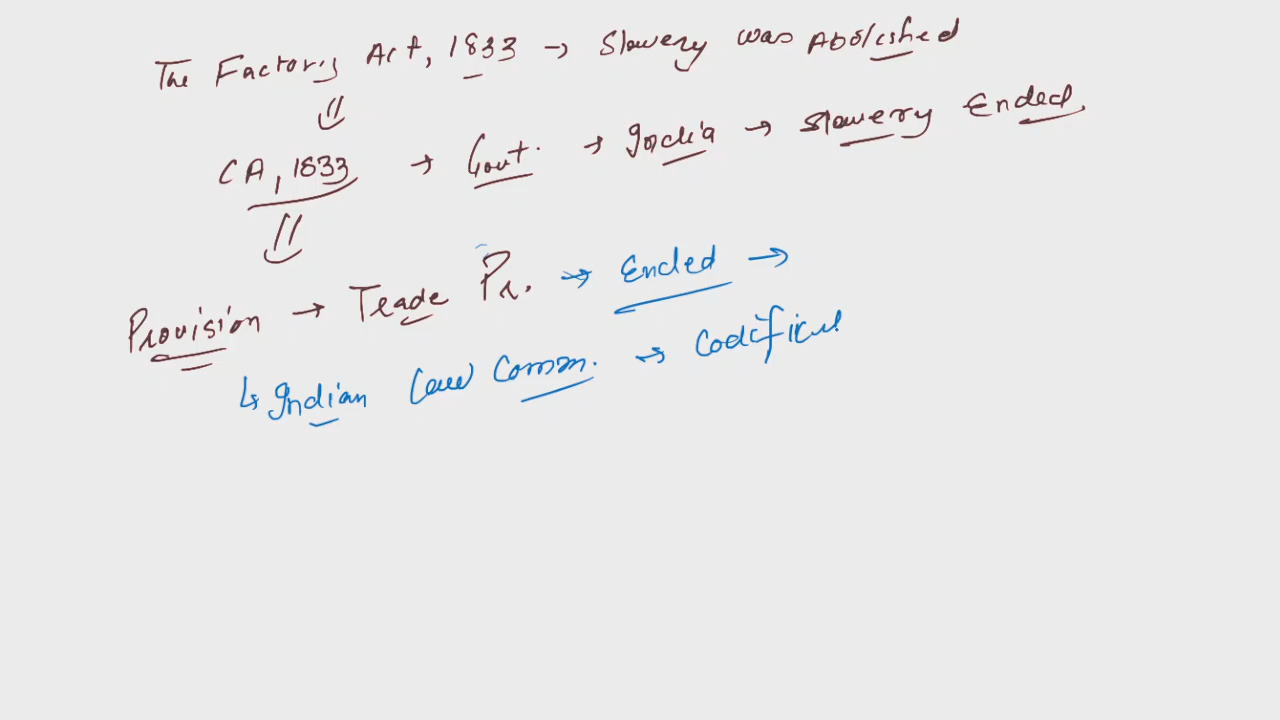 The Factory Act, 1833 → Slavery was Abolished
CA, 1833 → Govt. → India → Slavery Ended
Provision → Trade Pr. → Ended →
↳ Indian Law Comm. → Codificat